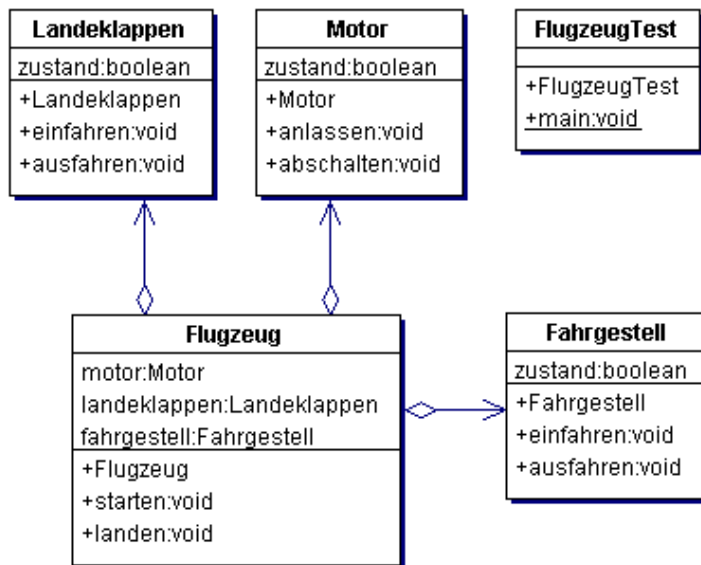 Landeklappen
zustand:boolean
+Landeklappen
+einfahren:void
+ausfahren:void
Motor
zustand:boolean
+Motor
+anlassen:void
+abschalten:void
FlugzeugTest
+FlugzeugTest
+main:void
Flugzeug
motor:Motor
landeklappen:Landeklappen
fahrgestell:Fahrgestell
+Flugzeug
+starten:void
+landen:void
Fahrgestell
zustand:boolean
+Fahrgestell
+einfahren:void
+ausfahren:void